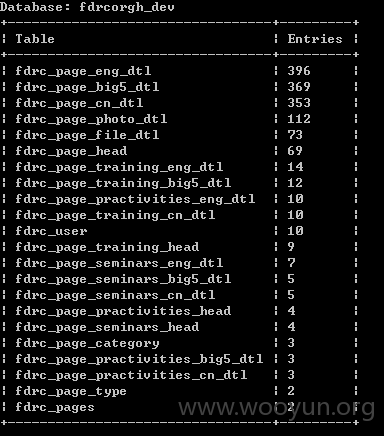 Database: fdrcorgh_dev
+--------------------------------+---------+
| Table | Entries |
+--------------------------------+---------+
| fdrc_page_eng_dtl | 396 |
| fdrc_page_big5_dtl | 369 |
| fdrc_page_cn_dtl | 353 |
| fdrc_page_photo_dtl | 112 |
| fdrc_page_file_dtl | 73 |
| fdrc_page_head | 69 |
| fdrc_page_training_eng_dtl | 14 |
| fdrc_page_training_big5_dtl | 12 |
| fdrc_page_practivities_eng_dtl | 10 |
| fdrc_page_training_cn_dtl | 10 |
| fdrc_user | 10 |
| fdrc_page_training_head | 9 |
| fdrc_page_seminars_eng_dtl | 7 |
| fdrc_page_seminars_big5_dtl | 5 |
| fdrc_page_seminars_cn_dtl | 5 |
| fdrc_page_practivities_head | 4 |
| fdrc_page_seminars_head | 4 |
| fdrc_page_category | 3 |
| fdrc_page_practivities_big5_dtl | 3 |
| fdrc_page_practivities_cn_dtl | 3 |
| fdrc_page_type | 2 |
| fdrc_pages | 2 |
+--------------------------------+---------+
www.wooyun.org